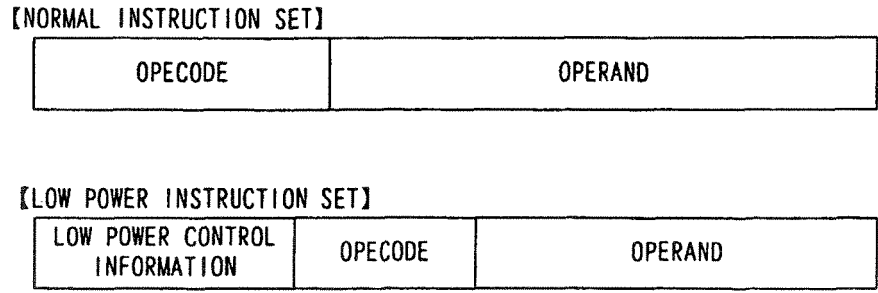 【NORMAL INSTRUCTION SET】
OPECODE OPERAND
【LOW POWER INSTRUCTION SET】
LOW POWER CONTROL
INFORMATION
OPECODE OPERAND